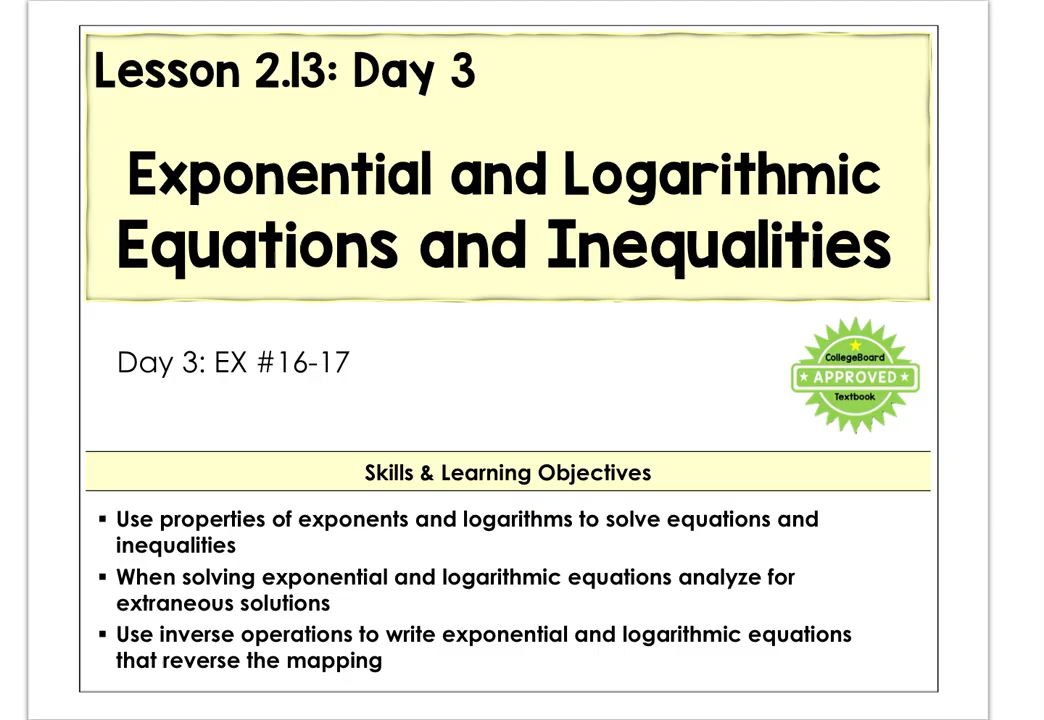 Lesson 2.13: Day 3
Exponential and Logarithmic
Equations and Inequalities
Day 3: EX #16-17
CollegeBoard
APPROVED
Textbook
Skills & Learning Objectives
▪ Use properties of exponents and logarithms to solve equations and
inequalities
▪ When solving exponential and logarithmic equations analyze for
extraneous solutions
▪ Use inverse operations to write exponential and logarithmic equations
that reverse the mapping